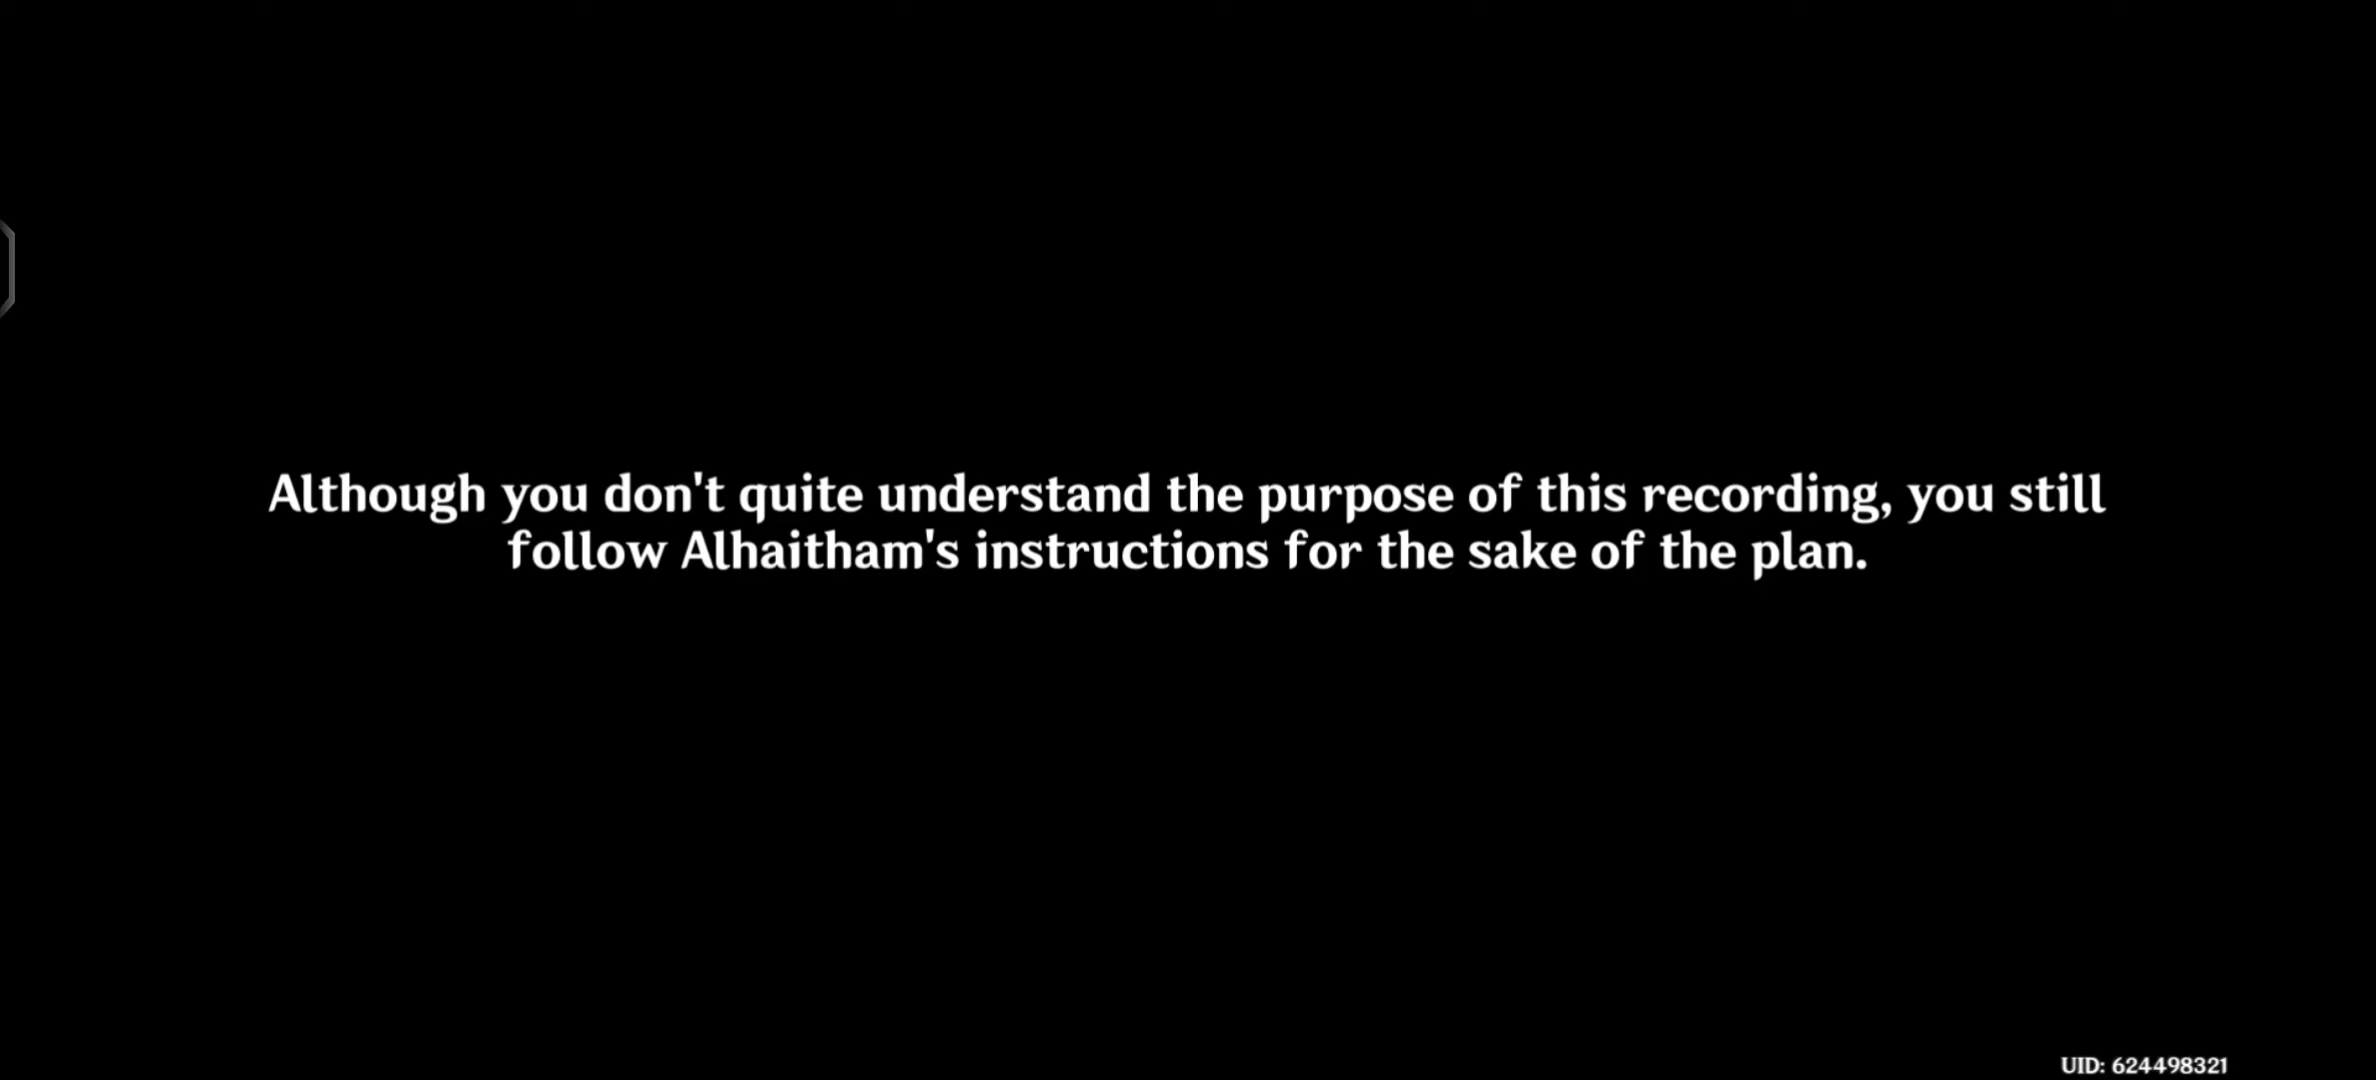 Although you don't quite understand the purpose of this recording, you still
follow Alhaitham's instructions for the sake of the plan.
UID: 624498321